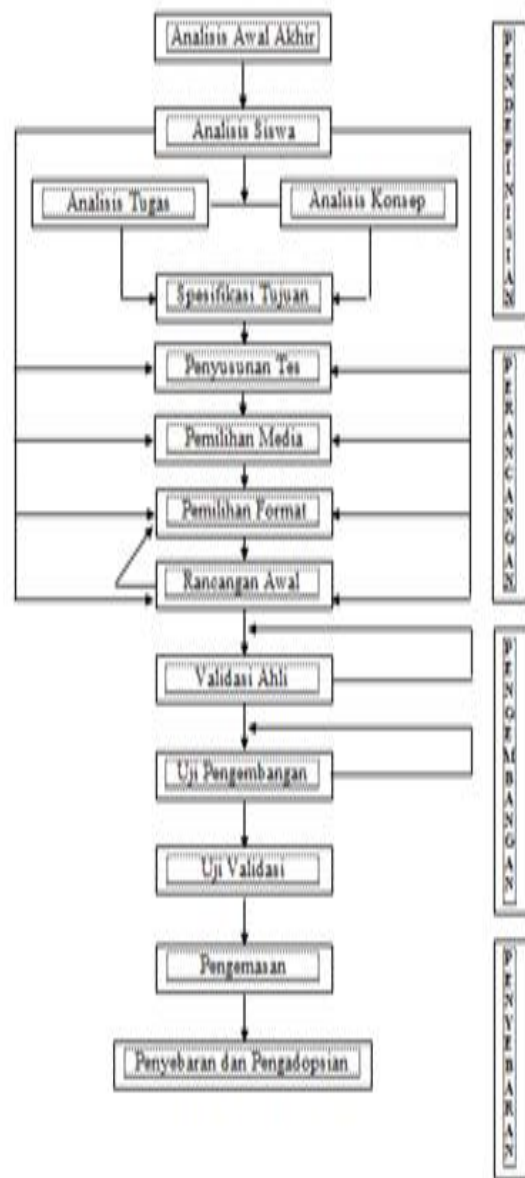 Analisis Awal Akhir
Analisis Siswa
Analisis Tugas
Analisis Konsep
Spesifikasi Tujuan
Penyusunan Tes
Pemilihan Media
Pemilihan Format
Rancangan Awal
Validasi Ahli
Uji Pengembangan
Uji Validasi
Pengemasan
Penyebaran dan Pengadopsian
PENDEFINISIAN
PERANCANGAN
PENGEMBANGAN
PENYEBARAN